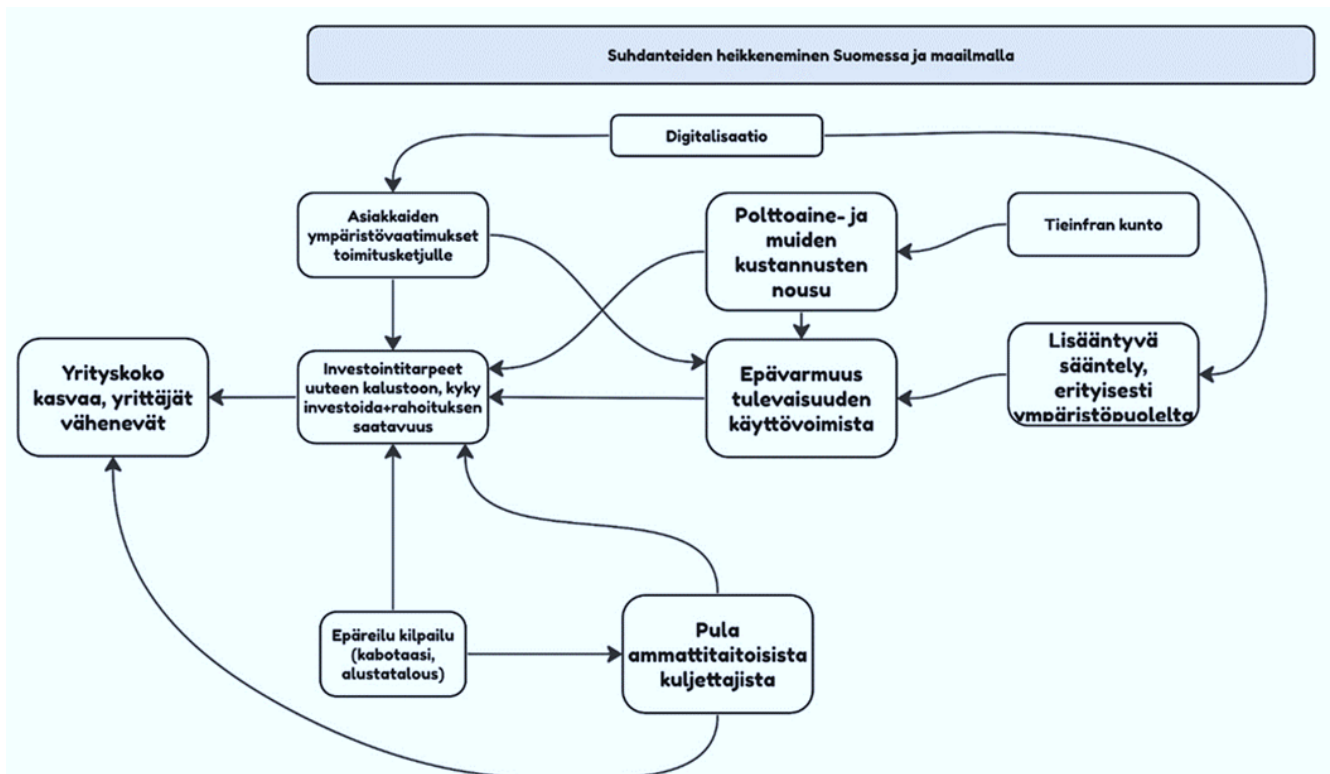 Suhdanteiden heikkeneminen Suomessa ja maailmalla
Digitalisaatio
Asiakkaiden
ympäristövaatimukset
toimitusketjulle
Polttoaine- ja
muiden
kustannusten
nousu
Tieinfran kunto
Yrityskoko
kasvaa, yrittäjät
vähenevät
Investointitarpeet
uuteen kalustoon, kyky
investoida+rahoituksen
saatavuus
Epävarmuus
tulevaisuuden
käyttövoimista
Lisääntyvä
sääntely,
erityisesti
ympäristöpuolelta
Epäreilu kilpailu
(kabotaasi,
alustatalous)
Pula
ammattitaitoisista
kuljettajista